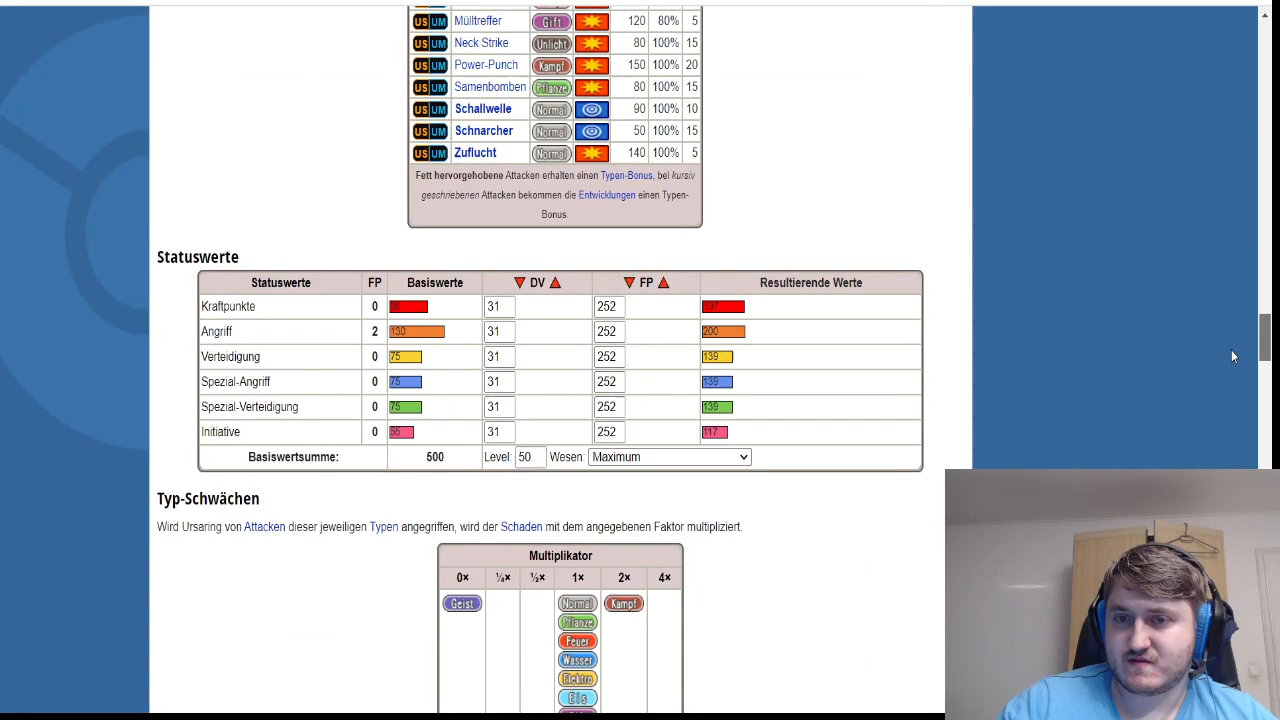 US UM Mülltreffer Gift 120 80% 5
US UM Neck Strike Unlicht 80 100% 15
US UM Power-Punch Kampf 150 100% 20
US UM Samenbomben Pflanze 80 100% 15
US UM Schallwelle Normal 90 100% 10
US UM Schnarcher Normal 50 100% 15
US UM Zuflucht Normal 140 100% 5
Fett hervorgehobene Attacken erhalten einen Typen-Bonus, bei kursiv
geschriebenen Attacken bekommen die Entwicklungen einen Typen-
Bonus.
Statuswerte
Statuswerte FP Basiswerte ▼ DV ▲ ▼ FP ▲ Resultierende Werte
Kraftpunkte 0 90 31 252
Angriff 2 130 31 252 200
Verteidigung 0 75 31 252 139
Spezial-Angriff 0 75 31 252 139
Spezial-Verteidigung 0 75 31 252 139
Initiative 0 55 31 252 117
Basiswertsumme: 500 Level: 50 Wesen: Maximum
Typ-Schwächen
Wird Ursaring von Attacken dieser jeweiligen Typen angegriffen, wird der Schaden mit dem angegebenen Faktor multipliziert.
Multiplikator
0× ¼× ½× 1× 2× 4×
Geist Normal Kampf
Pflanze
Feuer
Wasser
Elektro
Eis